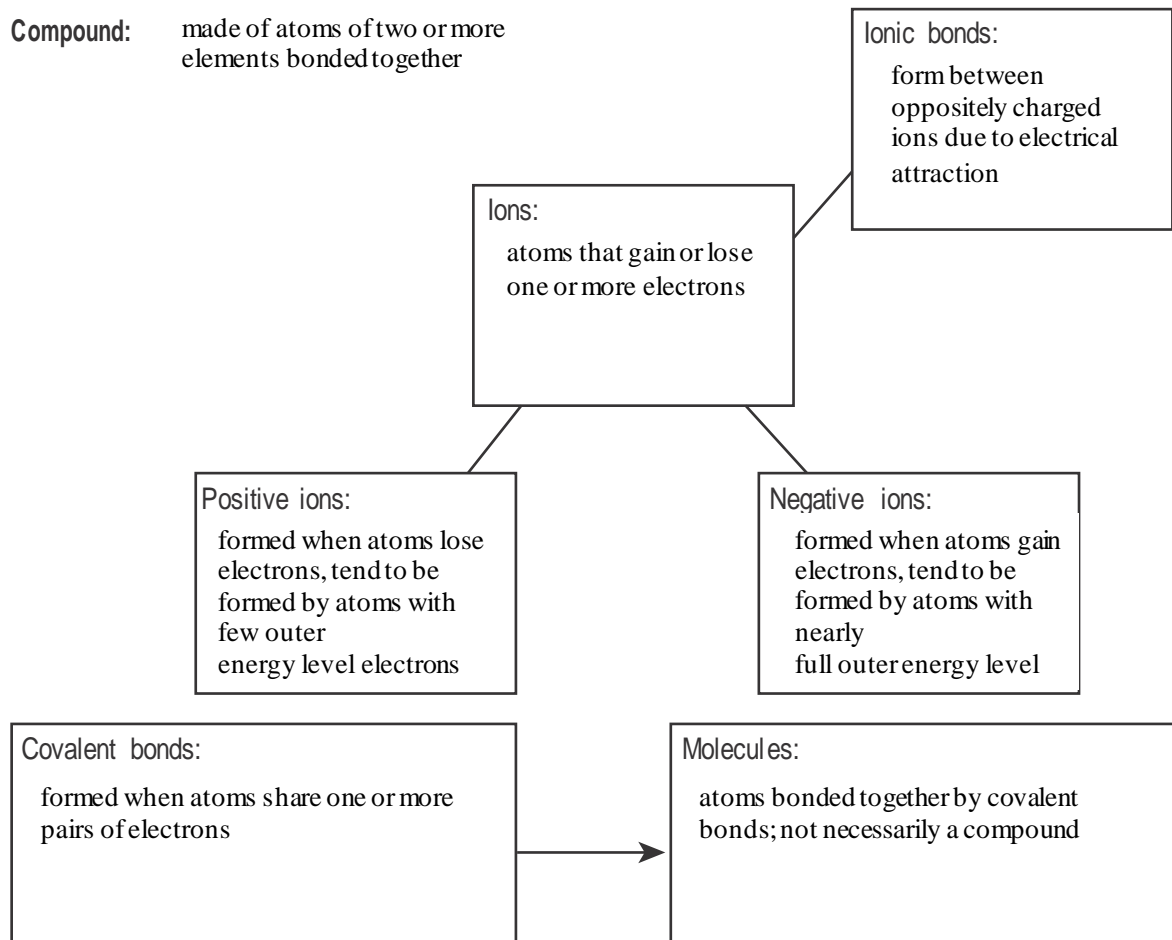 Compound: made of atoms of two or more
elements bonded together
Ionic bonds:
form between
oppositely charged
ions due to electrical
attraction
Ions:
atoms that gain or lose
one or more electrons
Positive ions:
formed when atoms lose
electrons, tend to be
formed by atoms with
few outer
energy level electrons
Negative ions:
formed when atoms gain
electrons, tend to be
formed by atoms with
nearly
full outer energy level
Covalent bonds:
formed when atoms share one or more
pairs of electrons
Molecules:
atoms bonded together by covalent
bonds; not necessarily a compound